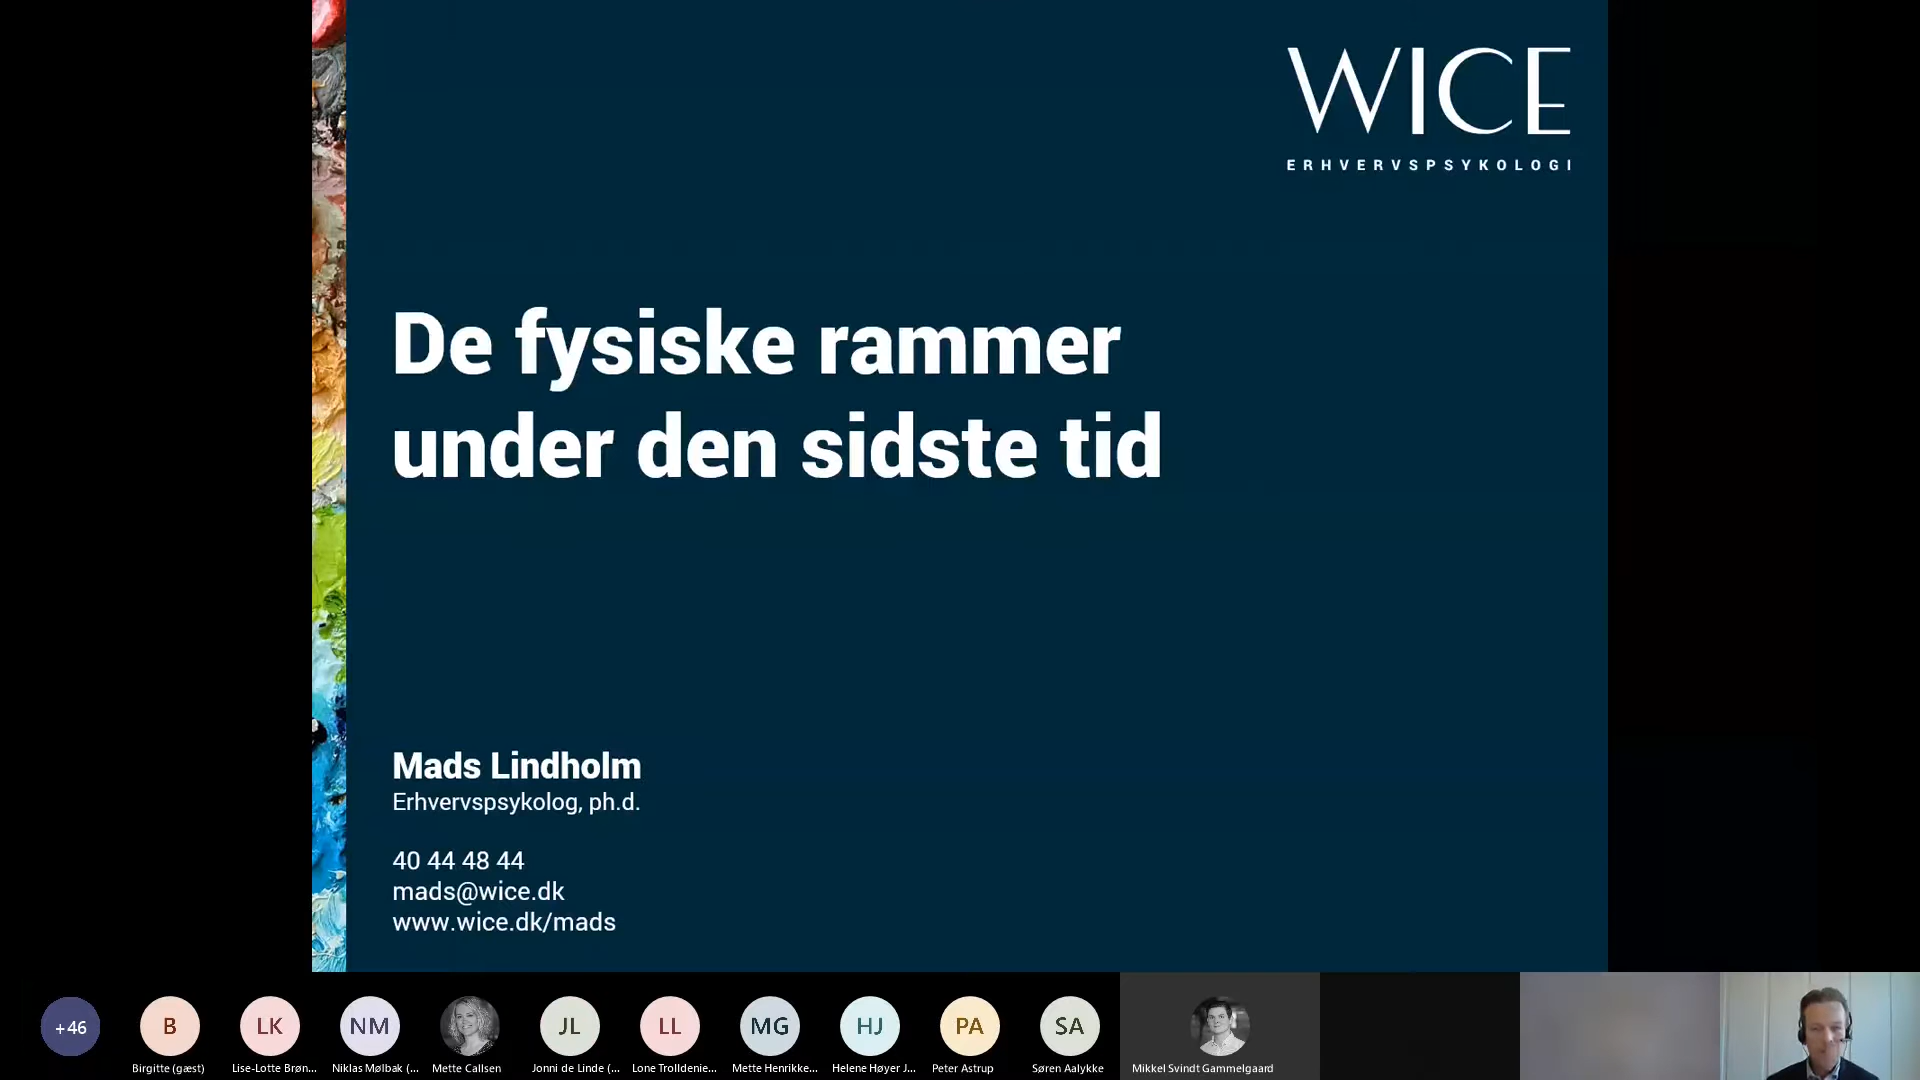 WICE
ERHVERVSPSYKOLOGI
De fysiske rammer
under den sidste tid
Mads Lindholm
Erhvervspsykolog, ph.d.
40 44 48 44
mads@wice.dk
www.wice.dk/mads
+46
B
LK
NM
JL
LL
MG
HJ
PA
SA
Birgitte (gæst)
Lise-Lotte Brøn...
Niklas Mølbak (...
Mette Callsen
Jonni de Linde (...
Lone Trolldenie...
Mette Henrikke...
Helene Høyer J...
Peter Astrup
Søren Aalykke
Mikkel Svindt Gammelgaard